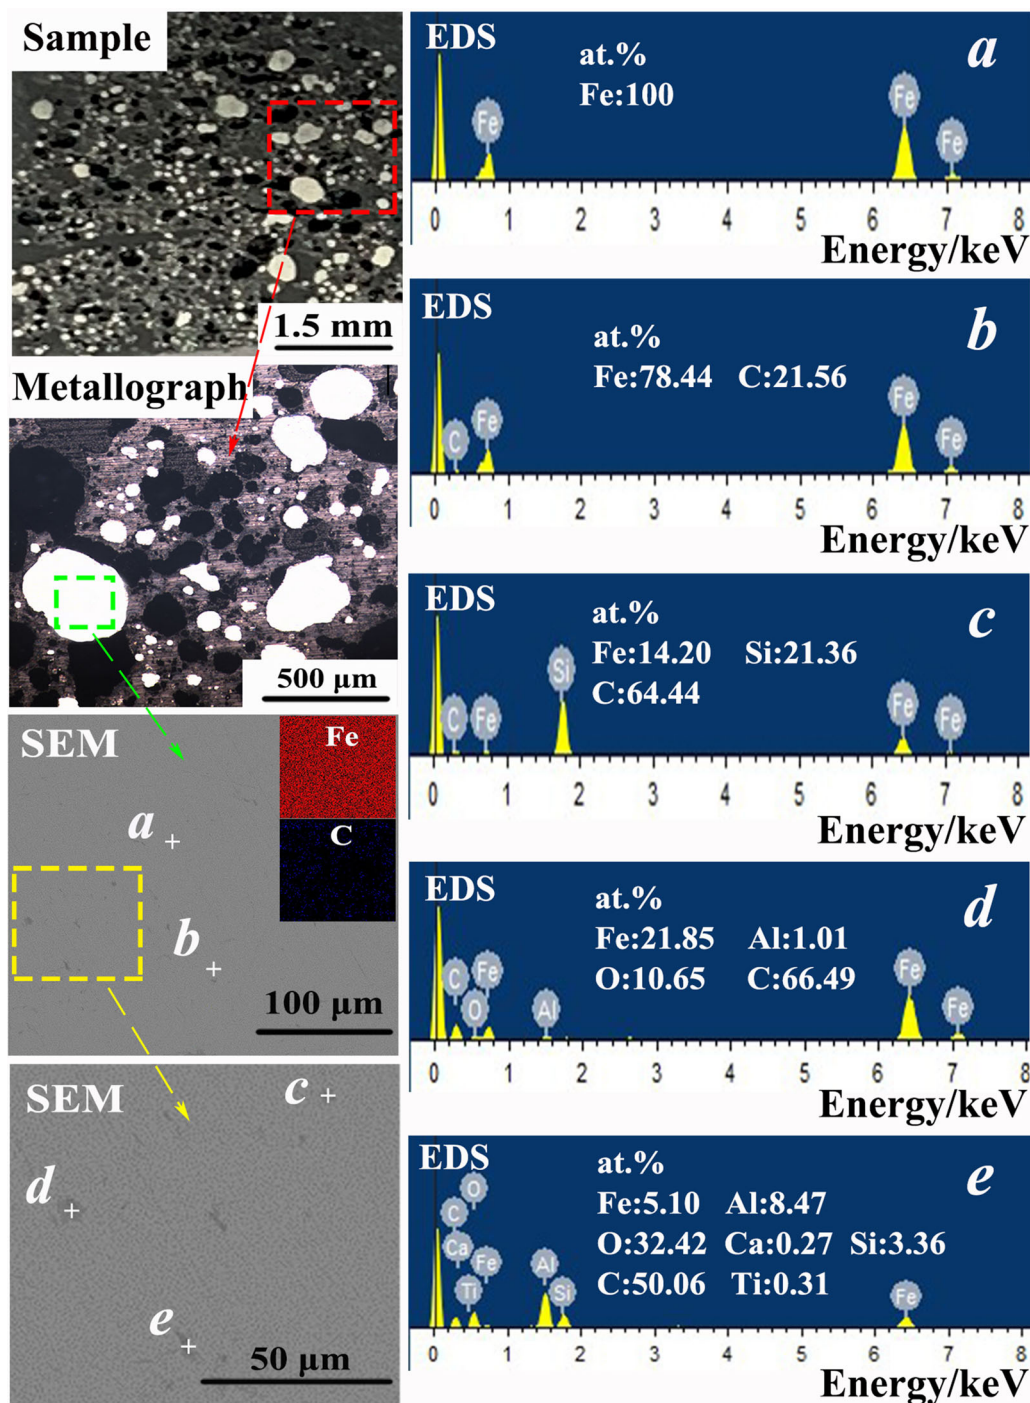 Sample
1.5 mm
Metallograph
500 μm
SEM
Fe
C
a
b
100 μm
SEM
c
d
e
50 μm
EDS
a
at.%
Fe:100
Fe
Fe
Fe
0 1 2 3 4 5 6 7 8
Energy/keV
EDS
b
at.%
Fe:78.44 C:21.56
C
Fe
Fe
Fe
0 1 2 3 4 5 6 7 8
Energy/keV
EDS
c
at.%
Fe:14.20 Si:21.36
C:64.44
C
Fe
Si
Fe
Fe
0 1 2 3 4 5 6 7 8
Energy/keV
EDS
d
at.%
Fe:21.85 Al:1.01
O:10.65 C:66.49
C
Fe
O
Al
Fe
Fe
0 1 2 3 4 5 6 7 8
Energy/keV
EDS
e
at.%
Fe:5.10 Al:8.47
O:32.42 Ca:0.27 Si:3.36
C:50.06 Ti:0.31
O
C
Ca
Fe
Ti
Al
Si
Fe
0 1 2 3 4 5 6 7 8
Energy/keV